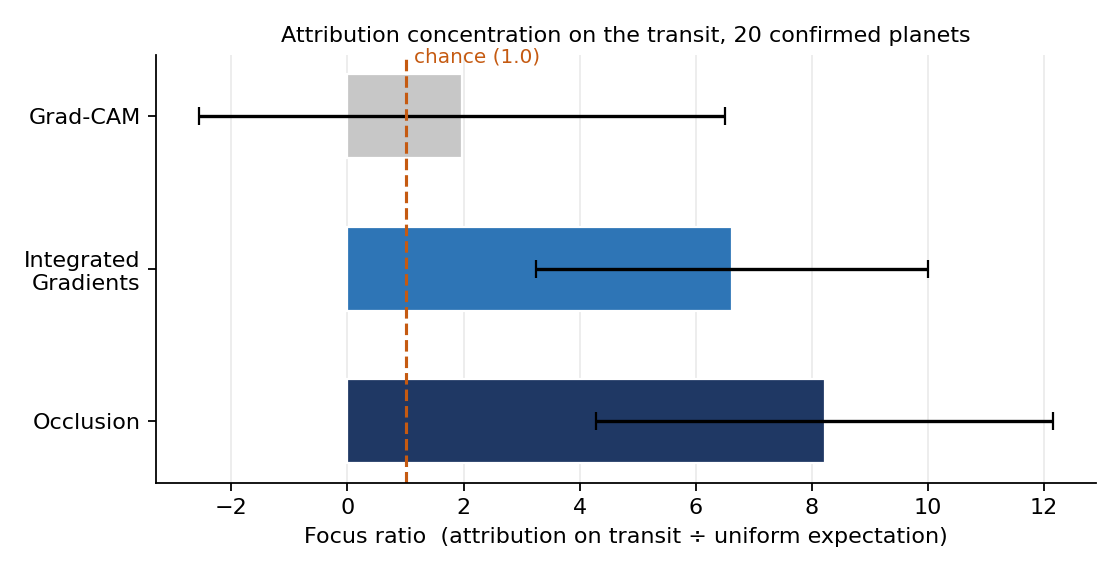 Attribution concentration on the transit, 20 confirmed planets
chance (1.0)
Grad-CAM
Integrated
Gradients
Occlusion
−2 0 2 4 6 8 10 12
Focus ratio  (attribution on transit ÷ uniform expectation)